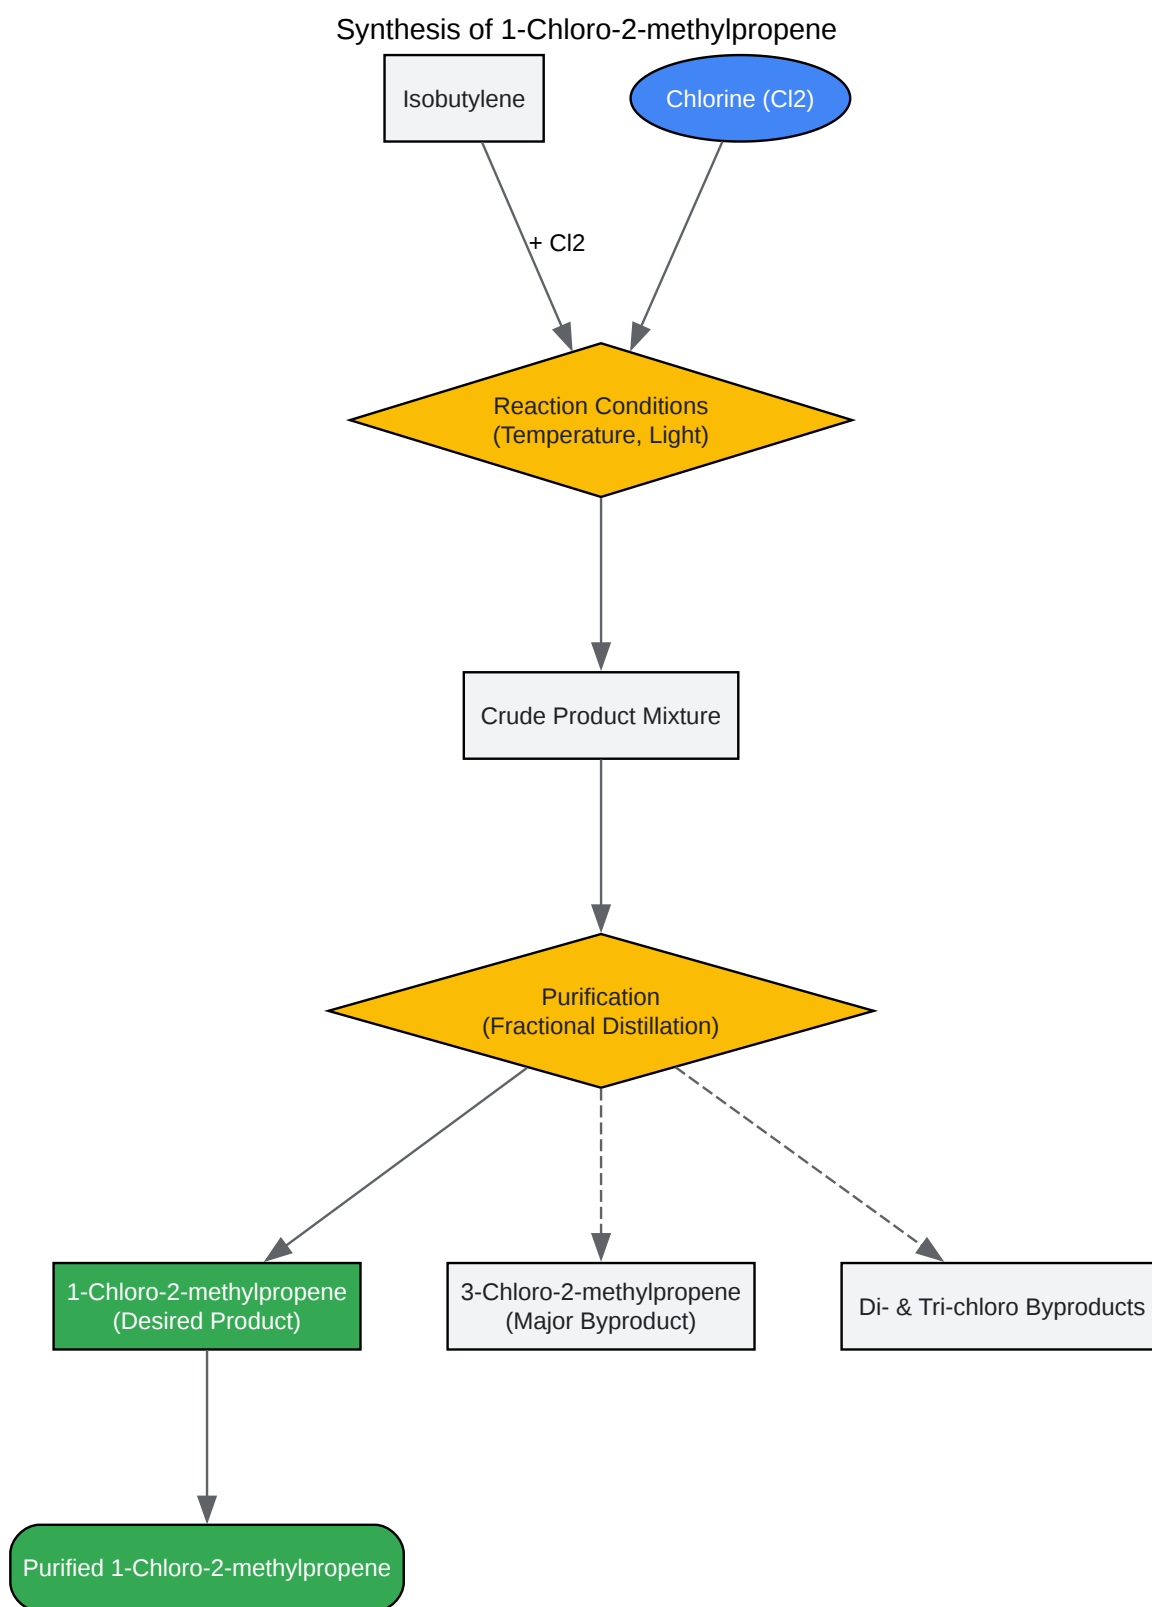 Synthesis of 1-Chloro-2-methylpropene
Isobutylene
Chlorine (Cl2)
+ Cl2
Reaction Conditions
(Temperature, Light)
Crude Product Mixture
Purification
(Fractional Distillation)
1-Chloro-2-methylpropene
(Desired Product)
3-Chloro-2-methylpropene
(Major Byproduct)
Di- & Tri-chloro Byproducts
Purified 1-Chloro-2-methylpropene